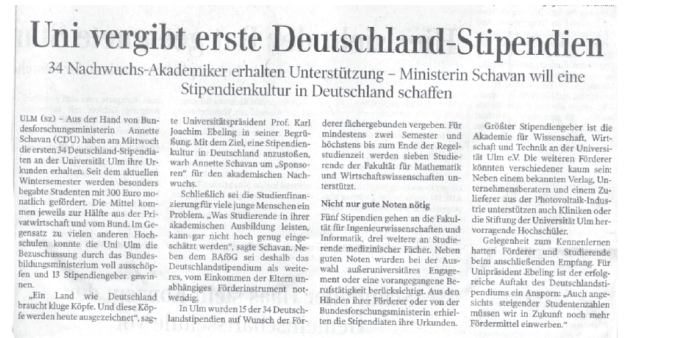 Uni vergibt erste Deutschland-Stipendien
34 Nachwuchs-Akademiker erhalten Unterstützung – Ministerin Schavan will eine
Stipendienkultur in Deutschland schaffen
ULM (sz) – Aus der Hand von Bun-
desforschungsministerin Annette
Schavan (CDU) haben am Mittwoch
die ersten 34 Deutschland-Stipendia-
ten an der Universität Ulm ihre Ur-
kunden erhalten. Seit dem aktuellen
Wintersemester werden besonders
begabte Studenten mit 300 Euro mo-
natlich gefördert. Die Mittel kom-
men jeweils zur Hälfte aus der Pri-
vatwirtschaft und vom Bund. Im Ge-
gensatz zu vielen anderen Hoch-
schulen konnte die Uni Ulm die
Bezuschussung durch das Bundes-
bildungsministerium voll ausschöp-
fen und 13 Stipendiengeber gewin-
nen.
„Ein Land wie Deutschland
braucht kluge Köpfe. Und diese Köp-
fe werden heute ausgezeichnet“, sag-
te Universitätspräsident Prof. Karl
Joachim Ebeling in seiner Begrü-
ßung. Mit dem Ziel, eine Stipendien-
kultur in Deutschland anzustoßen,
warb Annette Schavan um „Sponso-
ren“ für den akademischen Nach-
wuchs.
Schließlich sei die Studienfinan-
zierung für viele junge Menschen ein
Problem. „Was Studierende in ihrer
akademischen Ausbildung leisten,
kann gar nicht hoch genug einge-
schätzt werden“, sagte Schavan. Ne-
ben dem BAföG sei deshalb das
Deutschlandstipendium als weite-
res, vom Einkommen der Eltern un-
abhängiges Förderinstrument not-
wendig.
In Ulm wurden 15 der 34 Deutsch-
landstipendien auf Wunsch der För-
derer fächergebunden vergeben. Für
mindestens zwei Semester und
höchstens bis zum Ende der Regel-
studienzeit werden sieben Studie-
rende der Fakultät für Mathematik
und Wirtschaftswissenschaften un-
terstützt.
Nicht nur gute Noten nötig
Fünf Stipendien gehen an die Fakul-
tät für Ingenieurwissenschaften und
Informatik, drei weitere an Studie-
rende medizinischer Fächer. Neben
guten Noten wurden bei der Aus-
wahl außeruniversitäres Engage-
ment oder eine vorangegangene Be-
rufstätigkeit berücksichtigt. Aus den
Händen ihrer Förderer oder von der
Bundesforschungsministerin erhiel-
ten die Stipendiaten ihre Urkunden.
Größter Stipendiengeber ist die
Akademie für Wissenschaft, Wirt-
schaft und Technik an der Universi-
tät Ulm e.V. Die weiteren Förderer
könnten verschiedener kaum sein:
Neben einem bekannten Verlag, Un-
ternehmensberatern und einem Zu-
lieferer aus der Photovoltaik-Indus-
trie unterstützen auch Kliniken oder
die Stiftung der Universität Ulm her-
vorragende Hochschüler.
Gelegenheit zum Kennenlernen
hatten Förderer und Studierende
beim anschließenden Empfang. Für
Unipräsident Ebeling ist der erfolg-
reiche Auftakt des Deutschlandsti-
pendiums ein Ansporn: „Auch ange-
sichts steigender Studentenzahlen
müssen wir in Zukunft noch mehr
Fördermittel einwerben.“